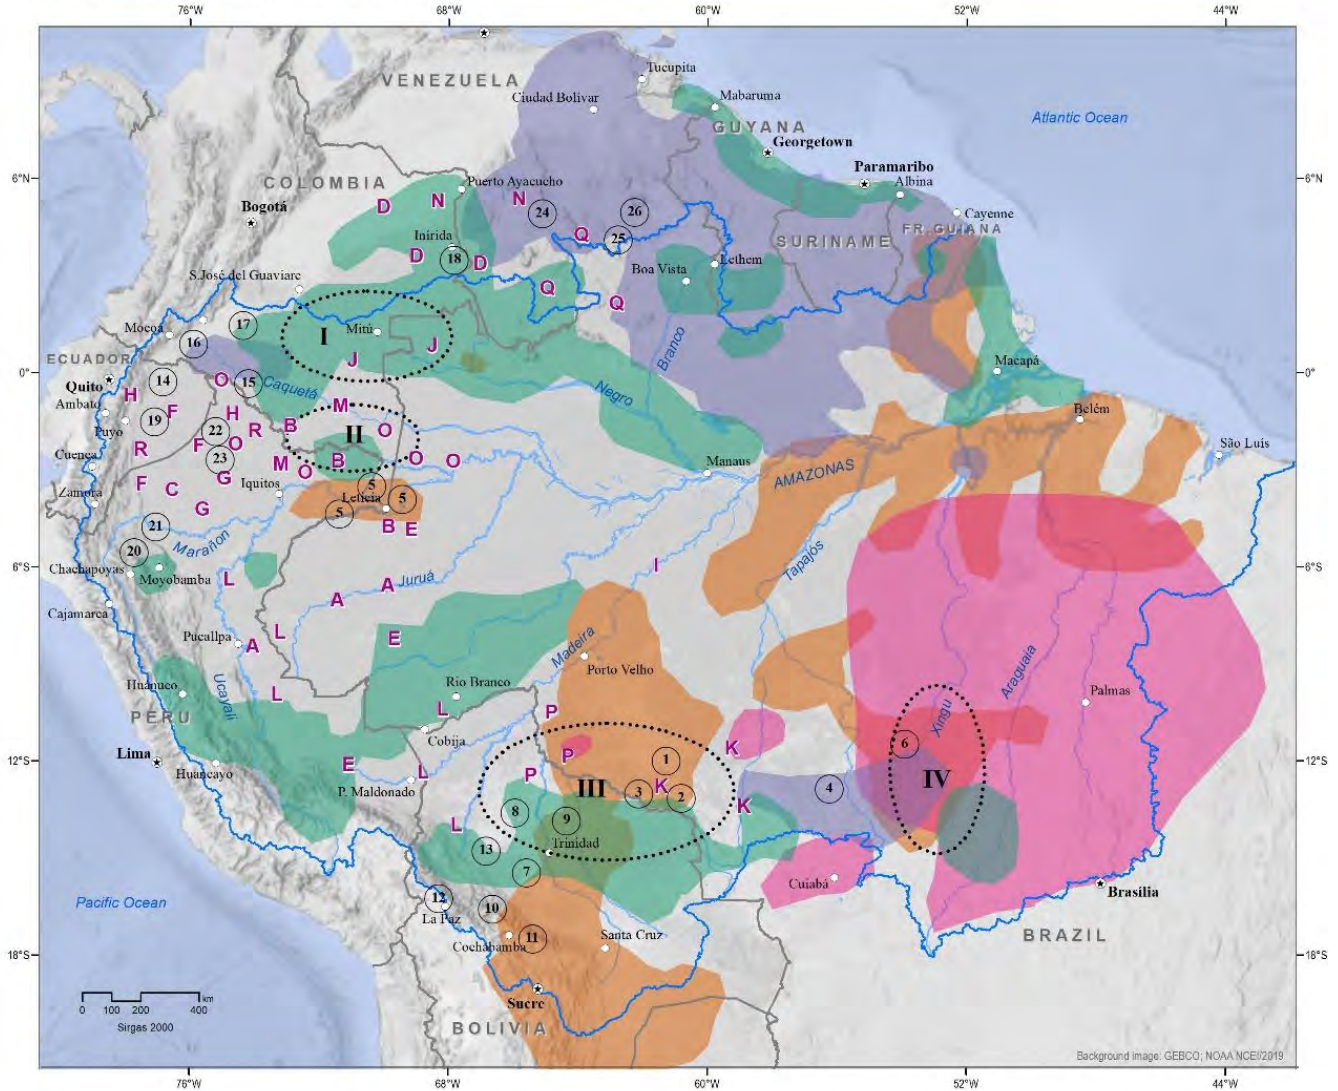 76°W 68°W 60°W 52°W 44°W
VENEZUELA
Tucupita
Ciudad Bolivar
Mabaruma
GUYANA
Georgetown
Atlantic Ocean
Paramaribo
Albina
6°N
COLOMBIA
Puerto Ayacucho
6°N
D N N
24 26
Bogotá
Cayenne
FR. GUIANA
SURINAME
Inírida
Q
25
D
18 D
Boa Vista
Lethem
S.José del Guaviare
Q Q
17
I
Mitú
Mocoa
16
J J
Branco
ECUADOR
Macapá
0°
Quito
14 O 15
Caquetá
Negro
0°
H
Ambato
F H M
Belém
19 22 R B
II
O
Puyo
R F O
São Luís
Cuenca
23 M O B O O
Manaus
AMAZONAS
F C G
Iquitos
5
Zamora
Leticia
5
G
5
21
B E
Marañon
20
Tapajós
6°S
Chachapoyas
Moyobamba
L
A
Juruá
I
6°S
A
Cajamarca
L
Pucallpa
A
E
Madeira
Porto Velho
Araguaia
Huánuco
Ucayali
L
Rio Branco
Palmas
PERU
L
P
Xingu
Cobija
6
Lima
K
12°S
Huancayo
E
L
P
1
12°S
P. Maldonado
P
III
3 K 2
4
IV
8
K
L
9
13
Trinidad
7
Cuiabá
Brasília
Pacific Ocean
12
10
La Paz
11
Santa Cruz
BRAZIL
Cochabamba
18°S
18°S
Sucre
0 100 200 400 km
Sirgas 2000
BOLIVIA
Background image: GEBCO; NOAA NCEI/2019
76°W 68°W 60°W 52°W 44°W